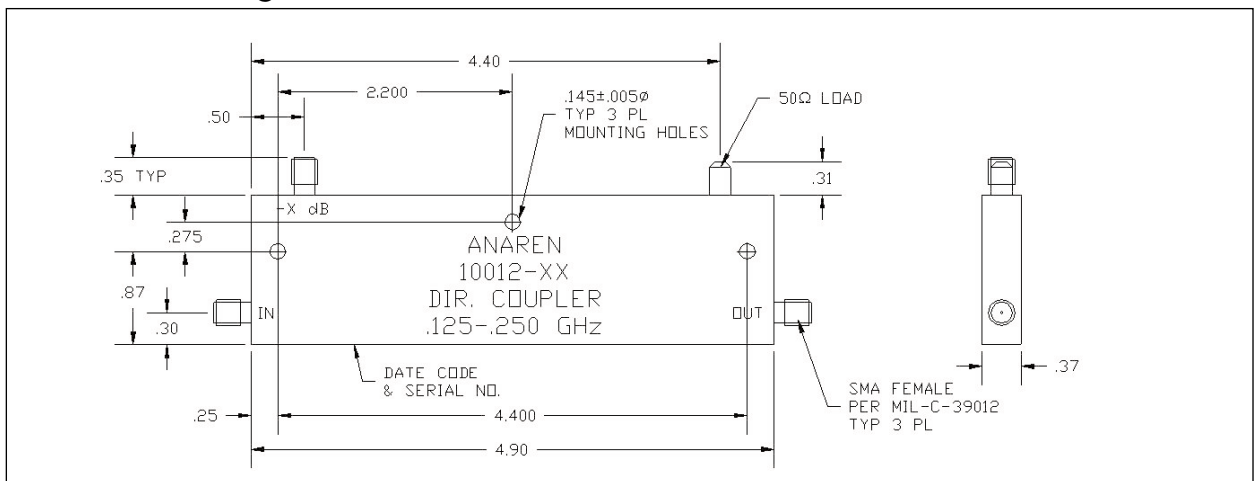 4.40
2.200
.50
.145±.005ø
TYP 3 PL
MOUNTING HOLES
50Ω LOAD
.35 TYP
.31
-X dB
.275
ANAREN
10012-XX
DIR. COUPLER
.125-.250 GHz
.87
.30
IN
OUT
DATE CODE
& SERIAL NO.
SMA FEMALE
PER MIL-C-39012
TYP 3 PL
.37
.25
4.400
4.90